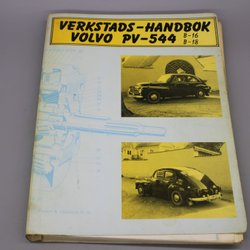 VERKSTADS-HANDBOK
VOLVO PV-544 B-16
B-18